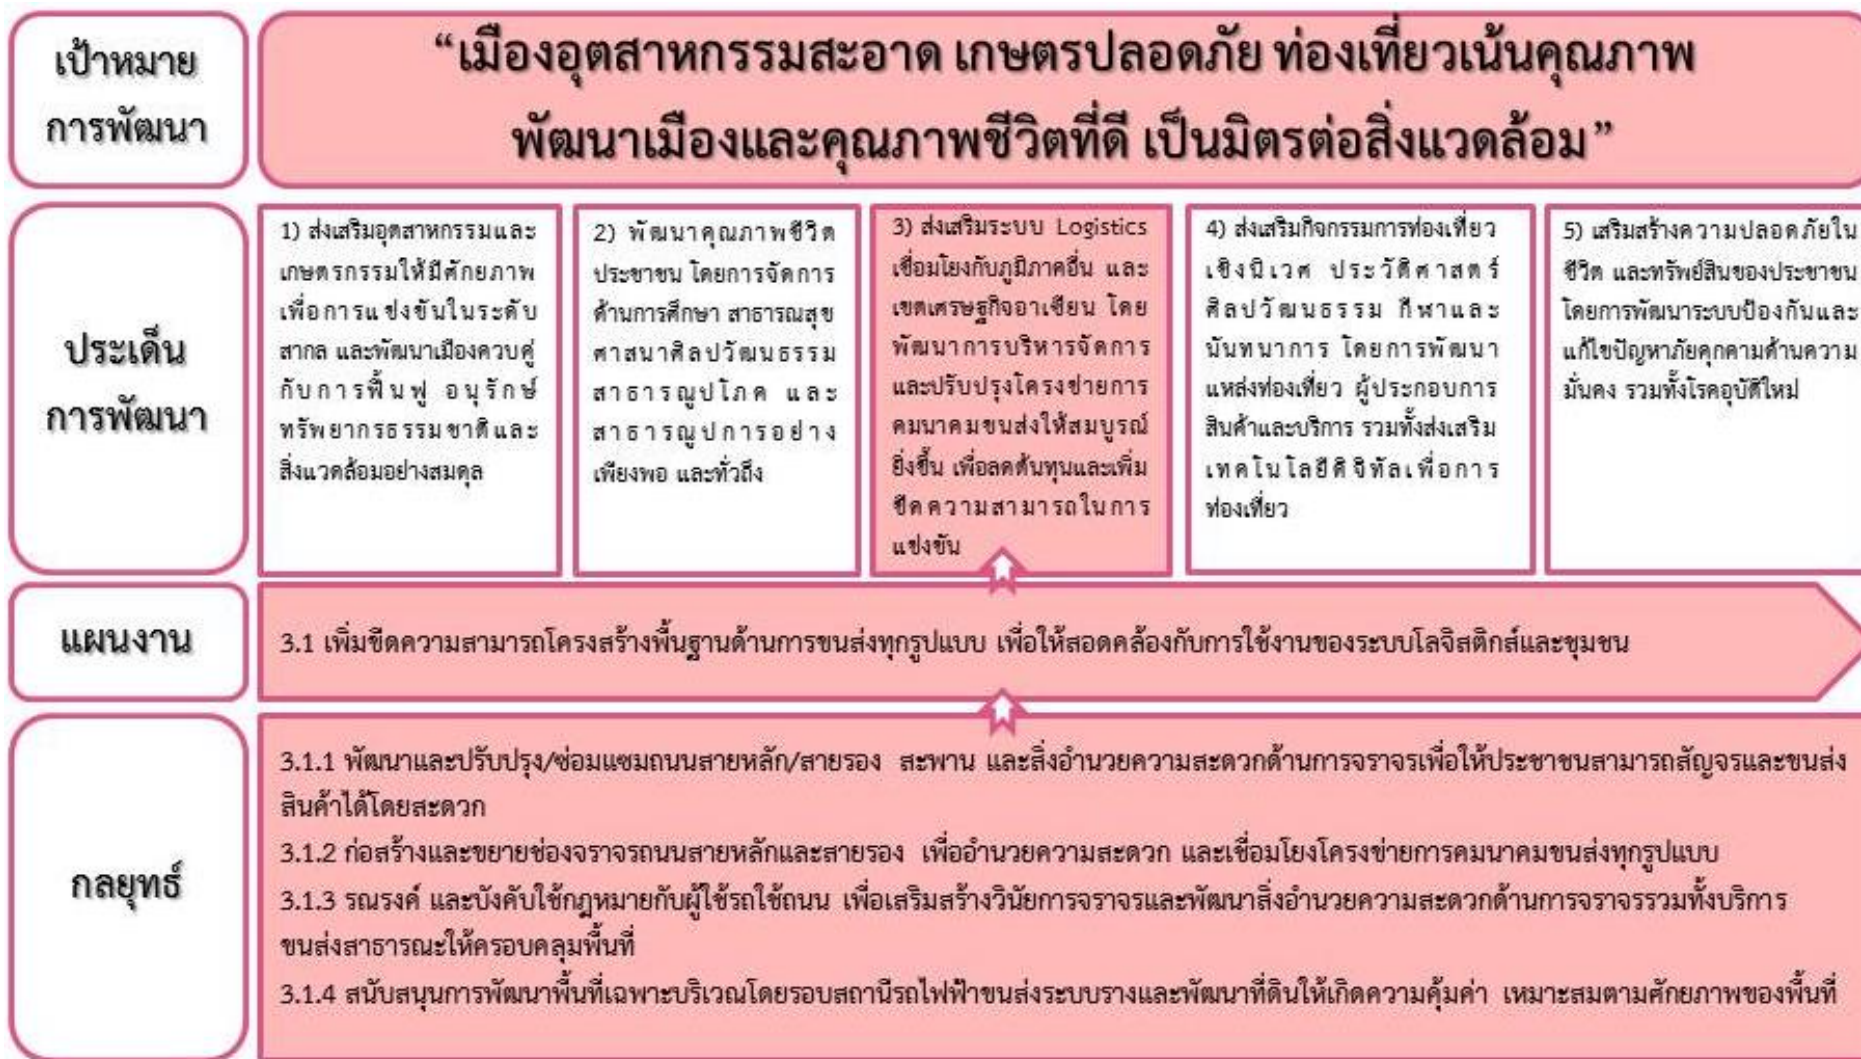 เป้าหมาย
การพัฒนา
“เมืองอุตสาหกรรมสะอาด เกษตรปลอดภัย ท่องเที่ยวเน้นคุณภาพ
พัฒนาเมืองและคุณภาพชีวิตที่ดี เป็นมิตรต่อสิ่งแวดล้อม”
ประเด็น
การพัฒนา
1) ส่งเสริมอุตสาหกรรมและ
เกษตรกรรมให้มีศักยภาพ
เพื่อการแข่งขันในระดับ
สากล และพัฒนาเมืองควบคู่
กับการฟื้นฟู อนุรักษ์
ทรัพยากรธรรมชาติและ
สิ่งแวดล้อมอย่างสมดุล
2) พัฒนาคุณภาพชีวิต
ประชาชน โดยการจัดการ
ด้านการศึกษา สาธารณสุข
ศาสนาศิลปวัฒนธรรม
สาธารณูปโภค และ
สาธารณูปการอย่าง
เพียงพอ และทั่วถึง
3) ส่งเสริมระบบ Logistics
เชื่อมโยงกับภูมิภาคอื่น และ
เขตเศรษฐกิจอาเซียน โดย
พัฒนาการบริหารจัดการ
และปรับปรุงโครงข่ายการ
คมนาคมขนส่งให้สมบูรณ์
ยิ่งขึ้น เพื่อลดต้นทุนและเพิ่ม
ขีดความสามารถในการ
แข่งขัน
4) ส่งเสริมกิจกรรมการท่องเที่ยว
เชิงนิเวศ ประวัติศาสตร์
ศิลปวัฒนธรรม กีฬาและ
นันทนาการ โดยการพัฒนา
แหล่งท่องเที่ยว ผู้ประกอบการ
สินค้าและบริการ รวมทั้งส่งเสริม
เทคโนโลยีดิจิทัลเพื่อการ
ท่องเที่ยว
5) เสริมสร้างความปลอดภัยใน
ชีวิต และทรัพย์สินของประชาชน
โดยการพัฒนาระบบป้องกันและ
แก้ไขปัญหาภัยคุกคามด้านความ
มั่นคง รวมทั้งโรคอุบัติใหม่
แผนงาน
3.1 เพิ่มขีดความสามารถโครงสร้างพื้นฐานด้านการขนส่งทุกรูปแบบ เพื่อให้สอดคล้องกับการใช้งานของระบบโลจิสติกส์และชุมชน
กลยุทธ์
3.1.1 พัฒนาและปรับปรุง/ซ่อมแซมถนนสายหลัก/สายรอง สะพาน และสิ่งอำนวยความสะดวกด้านการจราจรเพื่อให้ประชาชนสามารถสัญจรและขนส่ง
สินค้าได้โดยสะดวก
3.1.2 ก่อสร้างและขยายช่องจราจรถนนสายหลักและสายรอง เพื่ออำนวยความสะดวก และเชื่อมโยงโครงข่ายการคมนาคมขนส่งทุกรูปแบบ
3.1.3 รณรงค์ และบังคับใช้กฎหมายกับผู้ใช้รถใช้ถนน เพื่อเสริมสร้างวินัยการจราจรและพัฒนาสิ่งอำนวยความสะดวกด้านการจราจรรวมทั้งบริการ
ขนส่งสาธารณะให้ครอบคลุมพื้นที่
3.1.4 สนับสนุนการพัฒนาพื้นที่เฉพาะบริเวณโดยรอบสถานีรถไฟฟ้าขนส่งระบบรางและพัฒนาที่ดินให้เกิดความคุ้มค่า เหมาะสมตามศักยภาพของพื้นที่